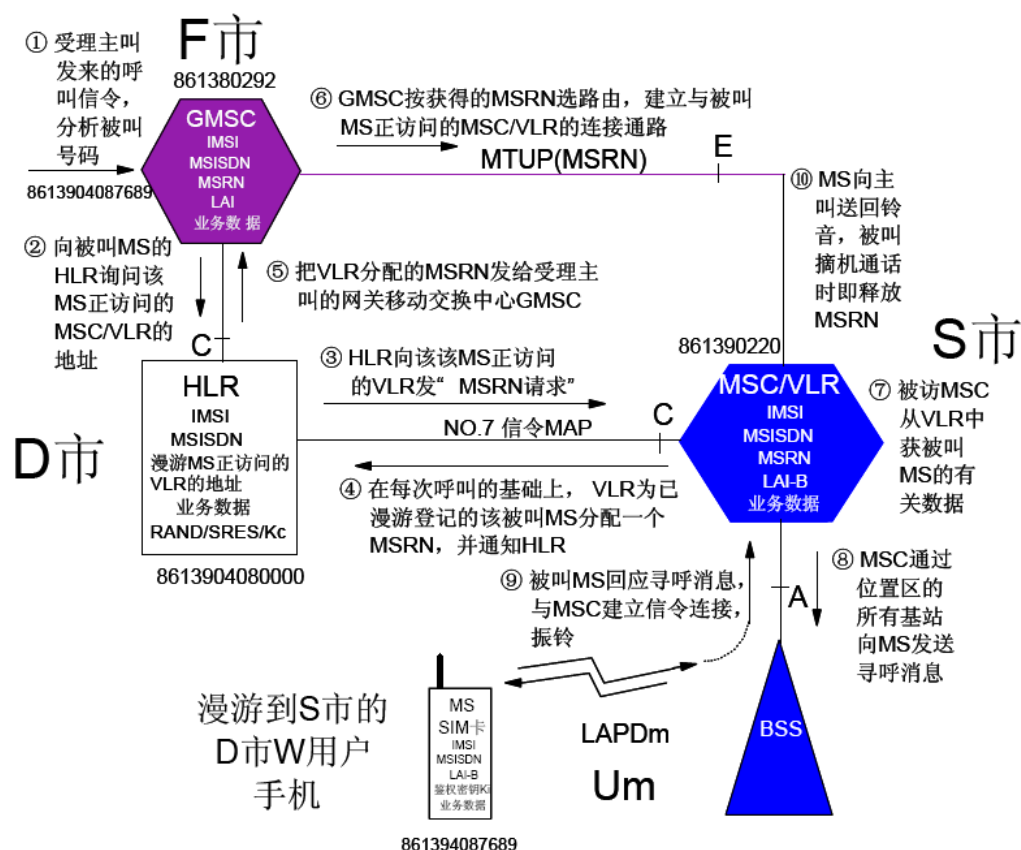 F市
861380292
① 受理主叫
发来的呼
叫信令，
分析被叫
号码
8613904087689
GMSC
IMSI
MSISDN
MSRN
LAI
业务数 据
⑥ GMSC按获得的MSRN选路由，建立与被叫
MS正访问的MSC/VLR的连接通路
MTUP(MSRN)
E
⑩ MS向主
叫送回铃
音，被叫
摘机通话
时即释放
MSRN
② 向被叫MS的
HLR询问该
MS正访问的
MSC/VLR的
地址
⑤ 把VLR分配的MSRN发给受理主
叫的网关移动交换中心GMSC
C
S市
861390220
③ HLR向该该MS正访问
的VLR发“ MSRN请求”
C
NO.7 信令MAP
D市
HLR
IMSI
MSISDN
漫游MS正访问的
VLR的地址
业务数据
RAND/SRES/Kc
8613904080000
MSC/VLR
IMSI
MSISDN
MSRN
LAI-B
业务数据
⑦ 被访MSC
从VLR中
获被叫
MS的有
关数据
④ 在每次呼叫的基础上， VLR为已
漫游登记的该被叫MS分配一个
MSRN，并通知HLR
⑨ 被叫MS回应寻呼消息，
与MSC建立信令连接，
振铃
A
⑧ MSC通过
位置区的
所有基站
向MS发送
寻呼消息
漫游到S市的
D市W用户
手机
MS
SIM卡
IMSI
MSISDN
LAI-B
鉴权密钥Ki
业务数据
861394087689
LAPDm
Um
BSS